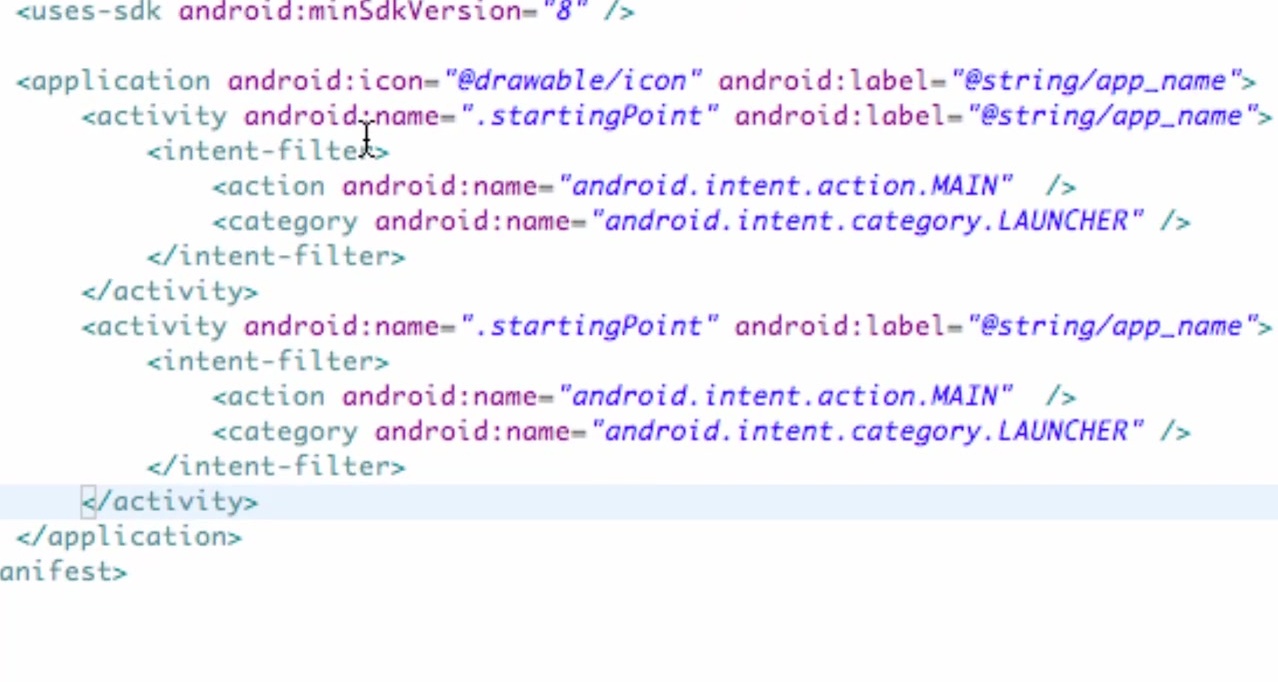 <uses-sdk android:minSdkVersion="8" />
<application android:icon="@drawable/icon" android:label="@string/app_name">
<activity android:name=".startingPoint" android:label="@string/app_name">
<intent-filter>
<action android:name="android.intent.action.MAIN"  />
<category android:name="android.intent.category.LAUNCHER" />
</intent-filter>
</activity>
<activity android:name=".startingPoint" android:label="@string/app_name">
<intent-filter>
<action android:name="android.intent.action.MAIN"  />
<category android:name="android.intent.category.LAUNCHER" />
</intent-filter>
</activity>
</application>
anifest>